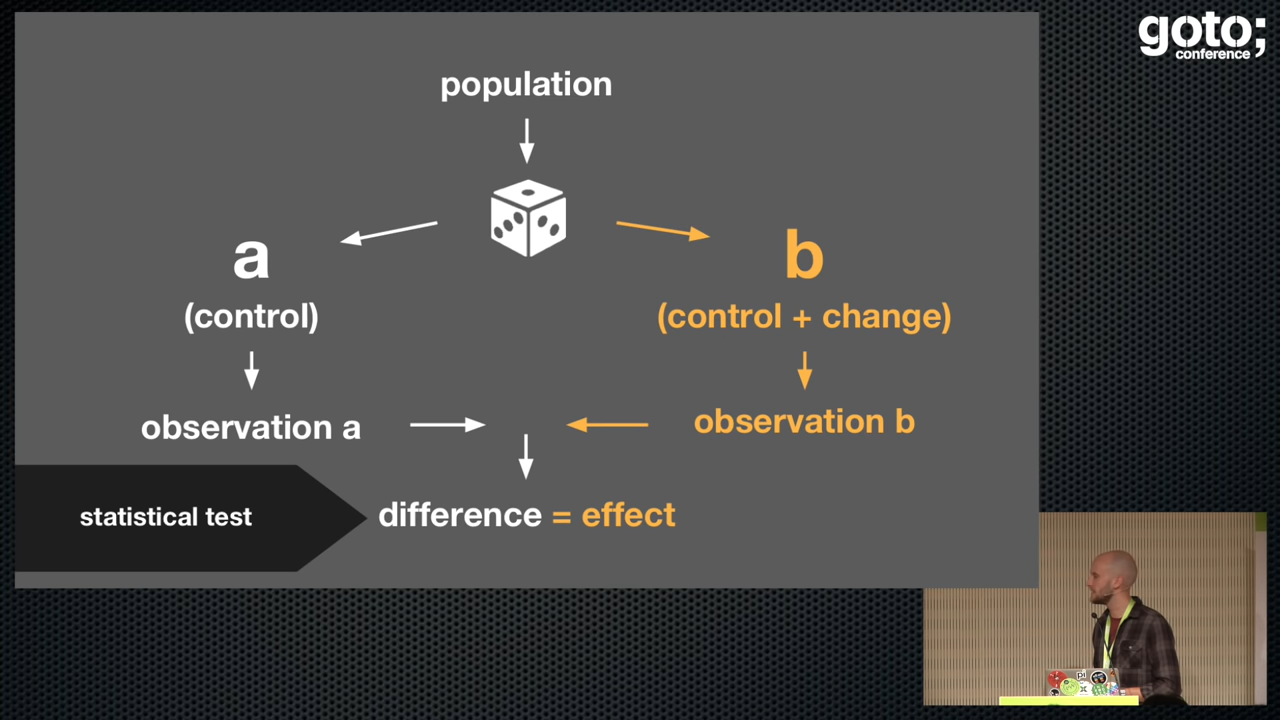 goto;
conference
population
a
b
(control)
(control + change)
observation a
observation b
statistical test
difference = effect